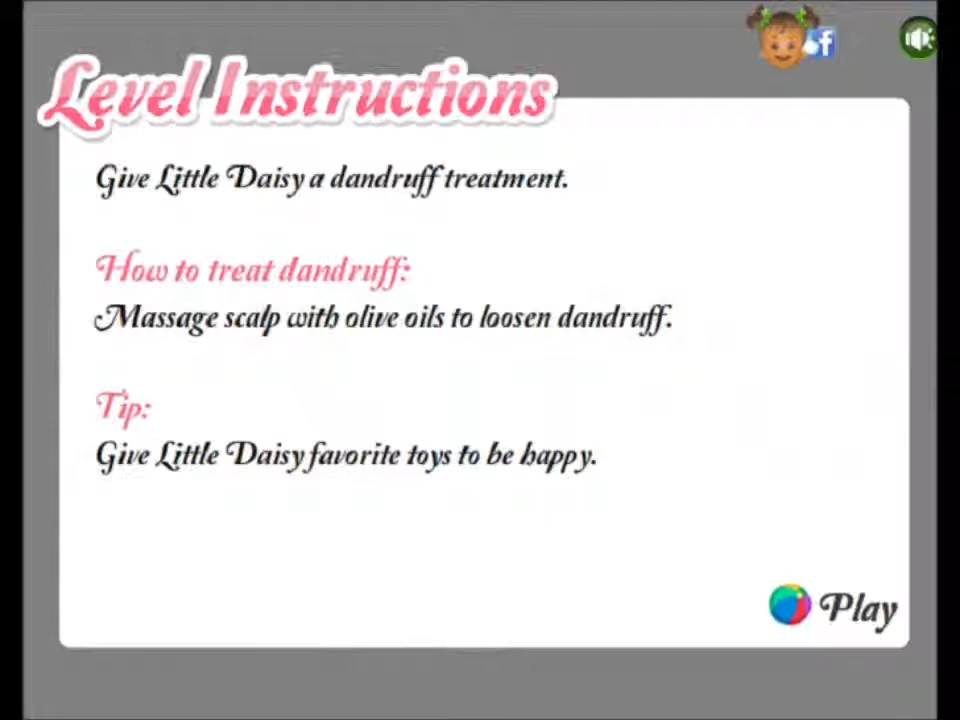 Level Instructions
Give Little Daisy a dandruff treatment.
How to treat dandruff:
Massage scalp with olive oils to loosen dandruff.
Tip:
Give Little Daisy favorite toys to be happy.
Play
f